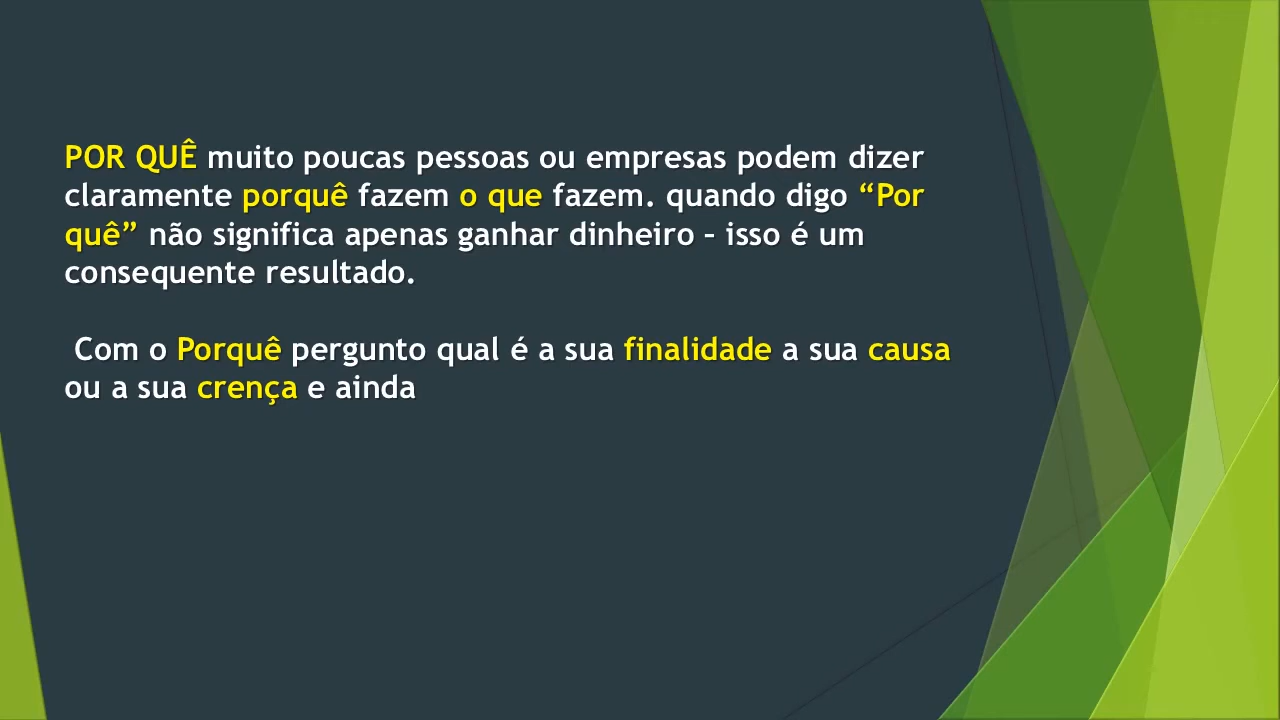 POR QUÊ muito poucas pessoas ou empresas podem dizer
claramente porquê fazem o que fazem. quando digo “Por
quê” não significa apenas ganhar dinheiro – isso é um
consequente resultado.
Com o Porquê pergunto qual é a sua finalidade a sua causa
ou a sua crença e ainda